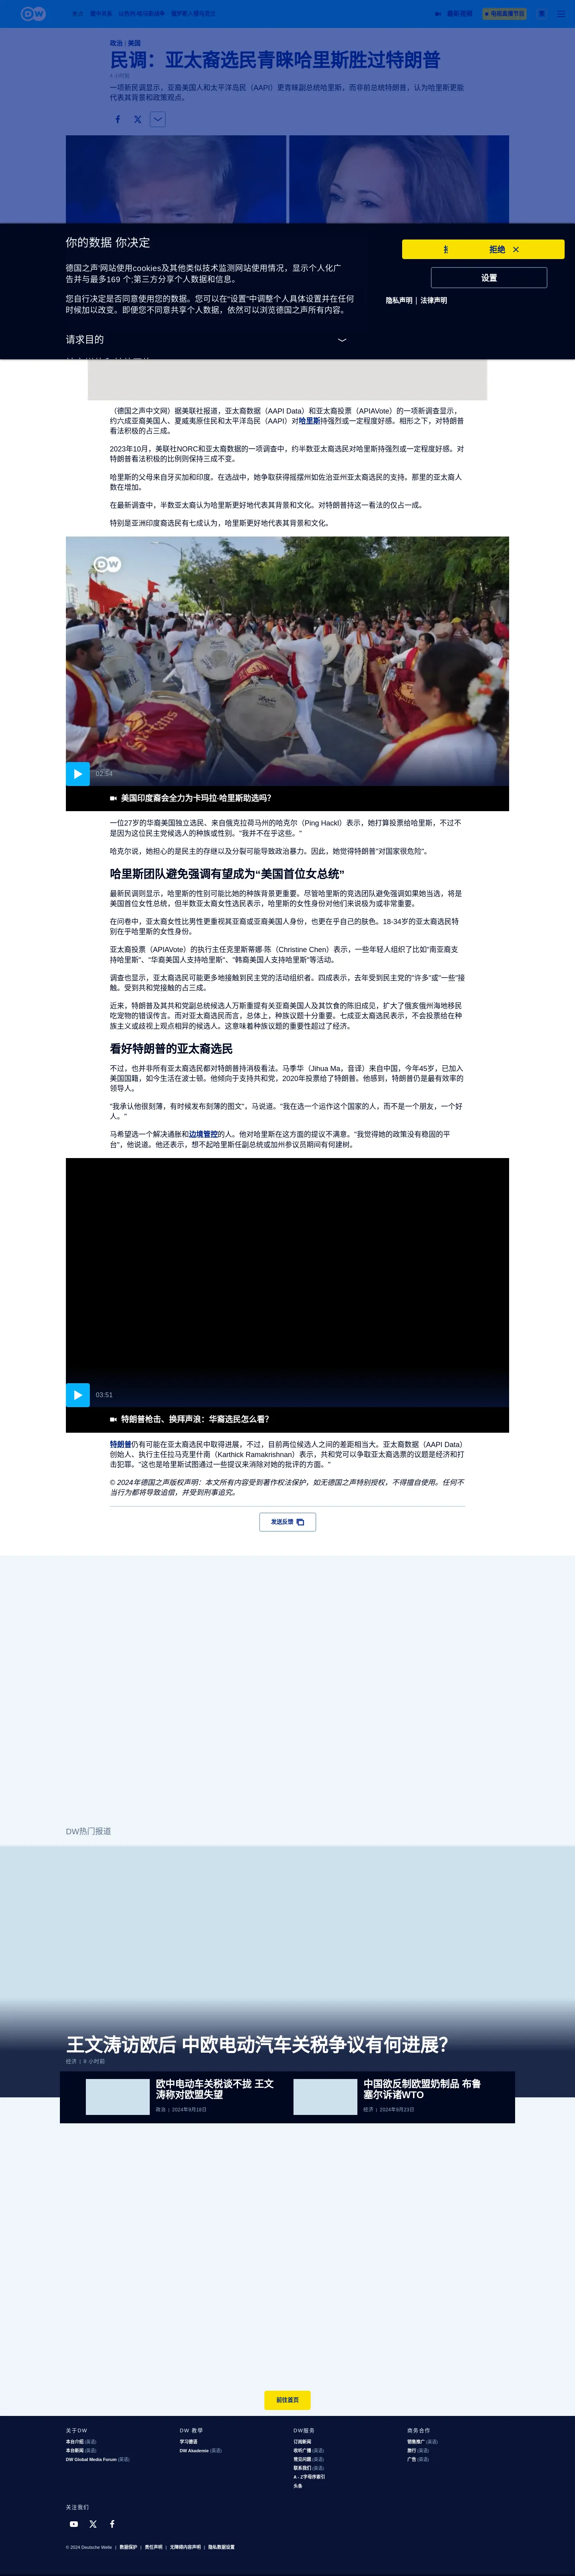 DW
政治 | 美国
民调：亚太裔选民青睐哈里斯胜过特朗普
一项新民调显示，亚裔美国人和太平洋岛民（AAPI）更青睐副总统哈里斯，而非前总统特朗普，认为哈里斯更能
代表其背景和政策观点。
你的数据 你决定
德国之声网站使用cookies及其他类似技术监测网站使用情况，显示个人化广
告并与最多169 个;第三方分享个人数据和信息。
您自行决定是否同意使用您的数据。您可以在“设置”中调整个人具体设置并在任何
时候加以改变。即便您不同意共享个人数据，依然可以浏览德国之声所有内容。
请求目的
拒绝
设置
隐私声明 | 法律声明
（德国之声中文网）据美联社报道，亚太裔数据（AAPI Data）和亚太裔投票（APIAVote）的一项新调查显示，
约六成亚裔美国人、夏威夷原住民和太平洋岛民（AAPI）对哈里斯持强烈或一定程度好感。相形之下，对特朗普
看法积极的占三成。
2023年10月，美联社NORC和亚太裔数据的一项调查中，约半数亚太裔选民对哈里斯持强烈或一定程度好感。对
特朗普看法积极的比例则保持三成不变。
哈里斯的父母来自牙买加和印度。在选战中，她争取获得摇摆州如佐治亚州亚太裔选民的支持。那里的亚太裔人
数在增加。
在最新调查中，半数亚太裔认为哈里斯更好地代表其背景和文化。对特朗普持这一看法的仅占一成。
特别是亚洲印度裔选民有七成认为，哈里斯更好地代表其背景和文化。
DW
02:54
美国印度裔会全力为卡玛拉·哈里斯助选吗？
一位27岁的华裔美国独立选民、来自俄克拉荷马州的哈克尔（Ping Hackl）表示，她打算投票给哈里斯，不过不
是因为这位民主党候选人的种族或性别。"我并不在乎这些。"
哈克尔说，她担心的是民主的存继以及分裂可能导致政治暴力。因此，她觉得特朗普"对国家很危险"。
哈里斯团队避免强调有望成为“美国首位女总统”
最新民调则显示，哈里斯的性别可能比她的种族背景更重要。尽管哈里斯的竞选团队避免强调如果她当选，将是
美国首位女性总统，但半数亚太裔女性选民表示，哈里斯的女性身份对他们来说极为或非常重要。
在问卷中，亚太裔女性比男性更重视其亚裔或亚裔美国人身份，也更在乎自己的肤色。18-34岁的亚太裔选民特
别在乎哈里斯的女性身份。
亚太裔投票（APIAVote）的执行主任克里斯蒂娜·陈（Christine Chen）表示，一些年轻人组织了比如"南亚裔支
持哈里斯"、"华裔美国人支持哈里斯"、"韩裔美国人支持哈里斯"等活动。
调查也显示，亚太裔选民可能更多地接触到民主党的活动组织者。四成表示，去年受到民主党的"许多"或"一些"接
触。受到共和党接触的占三成。
近来，特朗普及其共和党副总统候选人万斯重提有关亚裔美国人及其饮食的陈旧成见，扩大了俄亥俄州海地移民
吃宠物的错误传言。而对亚太裔选民而言，总体上，种族议题十分重要。七成亚太裔选民表示，不会投票给在种
族主义或歧视上观点相异的候选人。这意味着种族议题的重要性超过了经济。
看好特朗普的亚太裔选民
不过，也并非所有亚太裔选民都对特朗普持消极看法。马季华（Jihua Ma，音译）来自中国，今年45岁，已加入
美国国籍，如今生活在波士顿。他倾向于支持共和党，2020年投票给了特朗普。他感到，特朗普仍是最有效率的
领导人。
"我承认他很刻薄，有时候发布刻薄的图文"，马说道。"我在选一个运作这个国家的人，而不是一个朋友，一个好
人。"
马希望选一个解决通胀和边境管控的人。他对哈里斯在这方面的提议不满意。"我觉得她的政策没有稳固的平
台"，他说道。他还表示，想不起哈里斯任副总统或加州参议员期间有何建树。
03:51
特朗普枪击、换拜声浪：华裔选民怎么看？
特朗普仍有可能在亚太裔选民中取得进展，不过，目前两位候选人之间的差距相当大。亚太裔数据（AAPI Data）
创始人、执行主任拉马克里什南（Karthick Ramakrishnan）表示，共和党可以争取亚太裔选票的议题是经济和打
击犯罪。"这也是哈里斯试图通过一些提议来消除对她的批评的方面。"
© 2024年德国之声版权声明：本文所有内容受到著作权法保护，如无德国之声特别授权，不得擅自使用。任何不
当行为都将导致追偿，并受到刑事追究。
发送反馈
DW热门报道
王文涛访欧后 中欧电动汽车关税争议有何进展？
经济 | 8 小时前
欧中电动车关税谈不拢 王文
涛称对欧盟失望
政治 | 2024年9月19日
中国欲反制欧盟奶制品 布鲁
塞尔诉诸WTO
经济 | 2024年9月23日
前往首页
关于DW
本台介绍 (英语)
本台新闻 (英语)
DW Global Media Forum (英语)
DW 教學
学习德语
DW Akademie (英语)
DW服务
订阅新闻
收听广播 (英语)
常见问题 (英语)
联系我们 (英语)
A - Z字母序索引
头条
商务合作
销售推广 (英语)
旅行 (英语)
广告 (英语)
关注我们
© 2024 Deutsche Welle | 数据保护 | 责任声明 | 无障碍内容声明 | 隐私数据设置